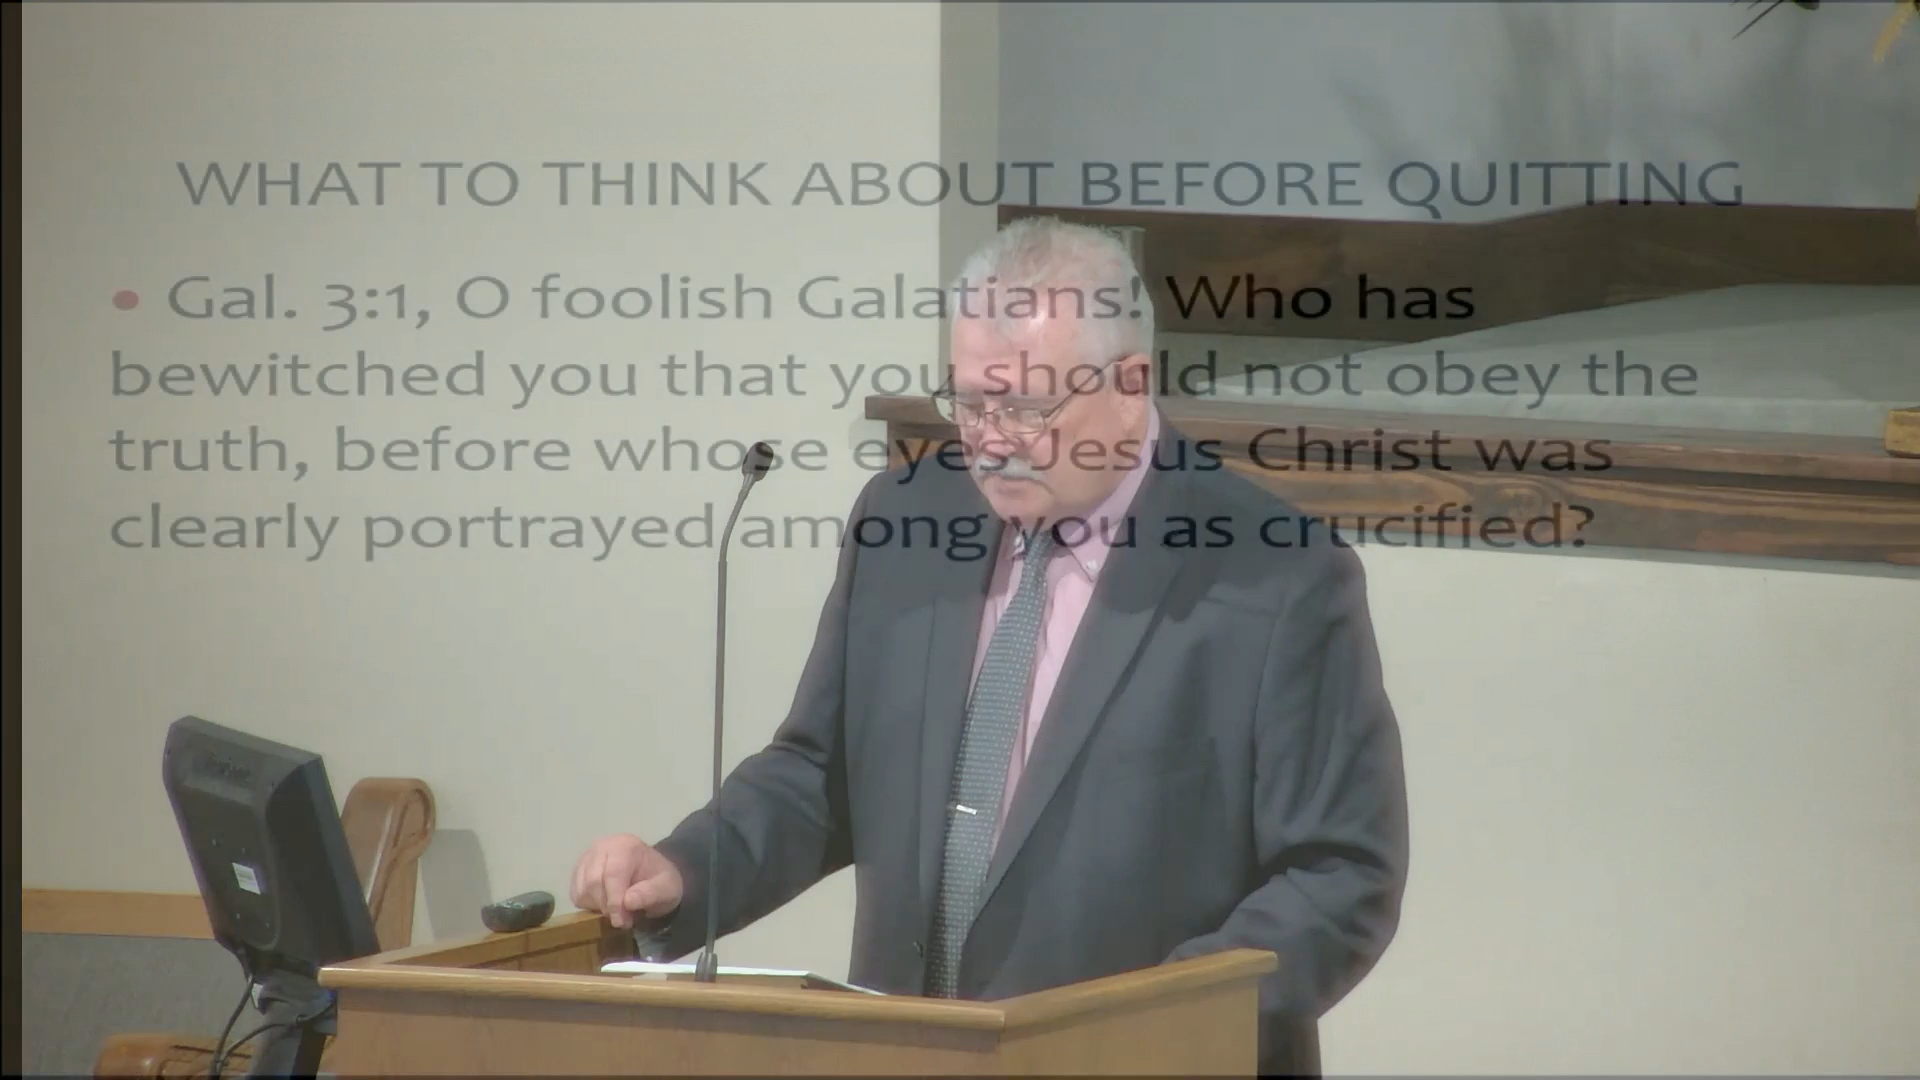 WHAT TO THINK ABOUT BEFORE QUITTING
• Gal. 3:1, O foolish Galatians! Who has
bewitched you that you should not obey the
truth, before whose eyes Jesus Christ was
clearly portrayed among you as crucified?